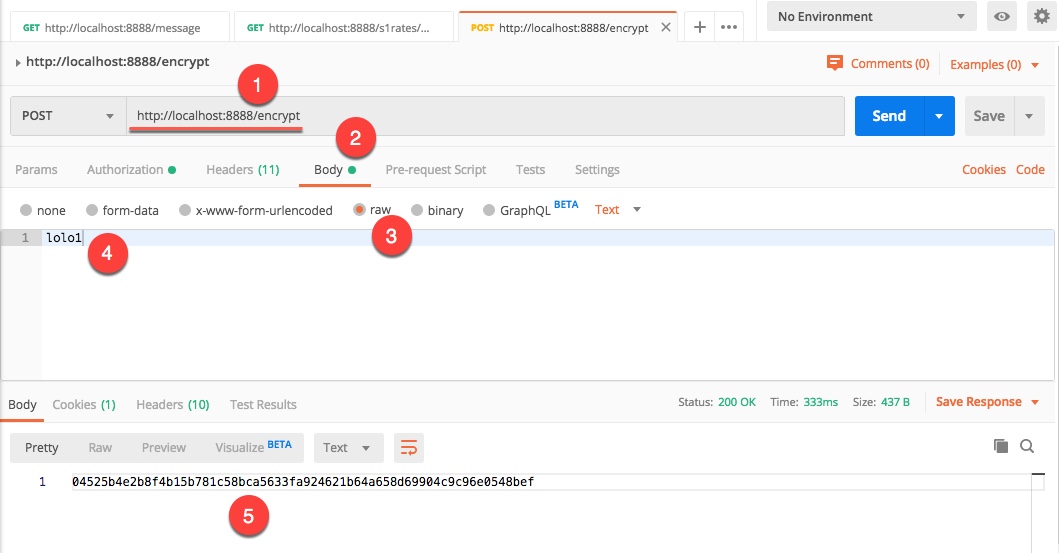 GET http://localhost:8888/message GET http://localhost:8888/s1rates/... POST http://localhost:8888/encrypt No Environment
http://localhost:8888/encrypt Comments (0) Examples (0)
1
POST http://localhost:8888/encrypt Send Save
2
Params Authorization Headers (11) Body Pre-request Script Tests Settings Cookies Code
none form-data x-www-form-urlencoded raw binary GraphQL BETA Text
3
1 lolo1
4
Body Cookies (1) Headers (10) Test Results Status: 200 OK Time: 333ms Size: 437 B Save Response
Pretty Raw Preview Visualize BETA Text
1 04525b4e2b8f4b15b781c58bca5633fa924621b64a658d69904c9c96e0548bef
5